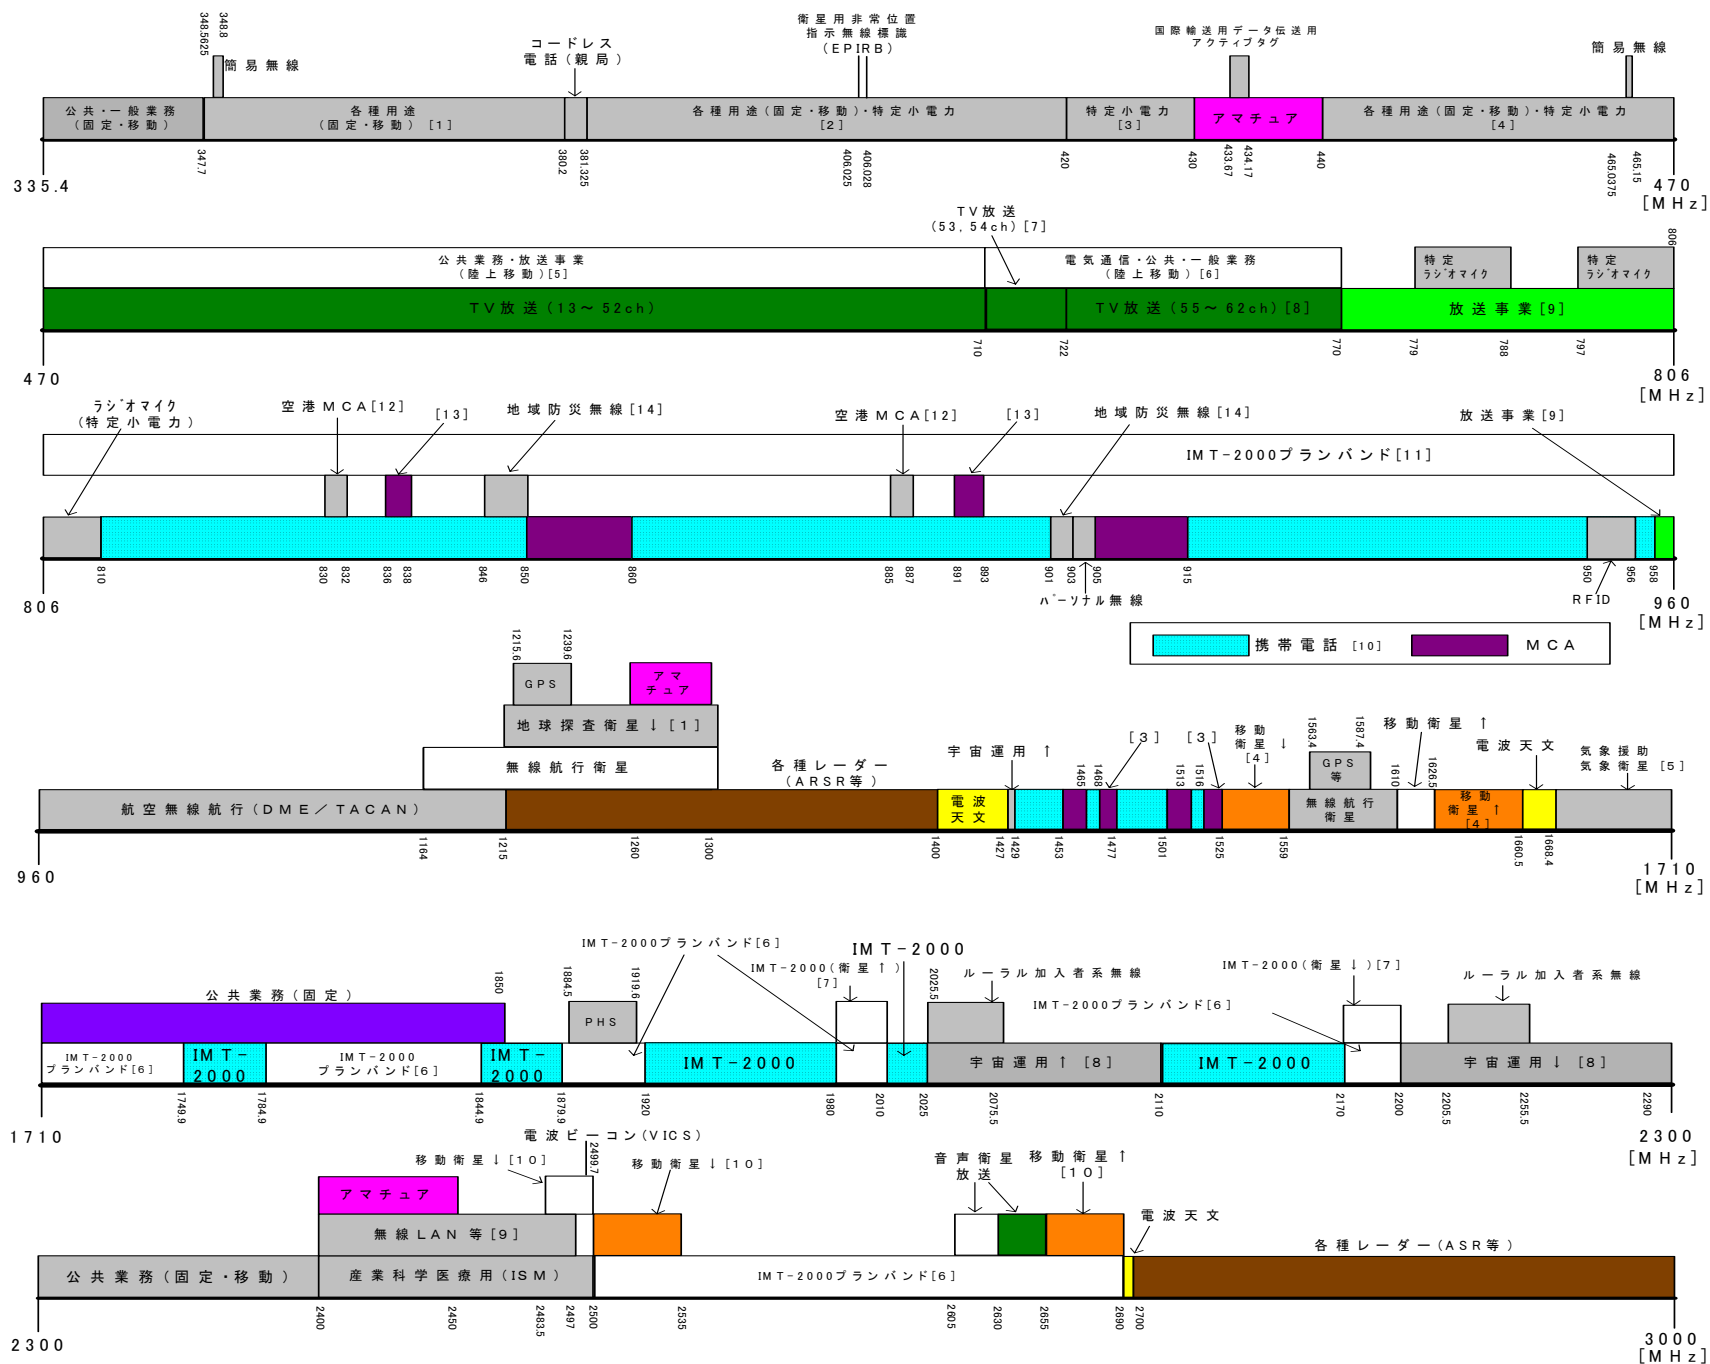 348.5625
348.8
簡易無線
コードレス
電話(親局)
衛星用非常位置
指示無線標識
(EPIRB)
国際輸送用データ伝送用
アクティブタグ
簡易無線
公共・一般業務
(固定・移動)
各種用途
(固定・移動) [1]
各種用途(固定・移動)・特定小電力
[2]
特定小電力
[3]
アマチュア
各種用途(固定・移動)・特定小電力
[4]
335.4
347.7
380.2
381.325
406.025
406.028
420
430
433.67
434.17
440
465.0375
465.15
470
[MHz]
TV放送
(53,54ch)[7]
806
公共業務・放送事業
(陸上移動)[5]
電気通信・公共・一般業務
(陸上移動)[6]
特定
ラジオマイク
特定
ラジオマイク
TV放送(13~52ch)
TV放送(55~62ch)[8]
放送事業[9]
470
710
722
770
779
788
797
806
[MHz]
ラジオマイク
(特定小電力)
空港MCA[12]
[13]
地域防災無線[14]
空港MCA[12]
[13]
地域防災無線[14]
放送事業[9]
IMT-2000プランバンド[11]
806
810
830
832
836
838
846
850
860
885
887
891
893
901
903
905
915
950
956
958
960
[MHz]
パーソナル無線
RFID
携帯電話 [10]
MCA
1215.6
1239.6
GPS
アマ
チュア
地球探査衛星↓[1]
無線航行衛星
各種レーダー
(ARSR等)
宇宙運用↑
[3]
[3]
移動
衛星↓
[4]
1563.4
1587.4
移動衛星↑
電波天文
気象援助
気象衛星[5]
1465
1468
1513
1516
GPS
等
1610
1626.5
航空無線航行(DME/TACAN)
電波
天文
無線航行
衛星
移動
衛星↑
[4]
960
1164
1215
1260
1300
1400
1427
1429
1453
1477
1501
1525
1559
1660.5
1668.4
1710
[MHz]
公共業務(固定)
1850
1884.5
PHS
1919.6
IMT-2000プランバンド[6]
IMT-2000(衛星↑)
[7]
IMT-2000
2025.5
ルーラル加入者系無線
IMT-2000プランバンド[6]
IMT-2000(衛星↓)[7]
ルーラル加入者系無線
IMT-2000
プランバンド[6]
IMT-
2000
IMT-2000
プランバンド[6]
IMT-
2000
IMT-2000
宇宙運用↑ [8]
IMT-2000
宇宙運用↓ [8]
1710
1749.9
1784.9
1844.9
1879.9
1920
1980
2010
2025
2075.5
2110
2170
2200
2205.5
2255.5
2290
2300
[MHz]
電波ビーコン(VICS)
移動衛星↓[10]
2499.7
移動衛星↓[10]
音声衛星
放送
移動衛星↑
[10]
電波天文
各種レーダー(ASR等)
アマチュア
無線LAN等[9]
公共業務(固定・移動)
産業科学医療用(ISM)
IMT-2000プランバンド[6]
2300
2400
2450
2483.5
2497
2500
2535
2605
2630
2655
2690
2700
3000
[MHz]